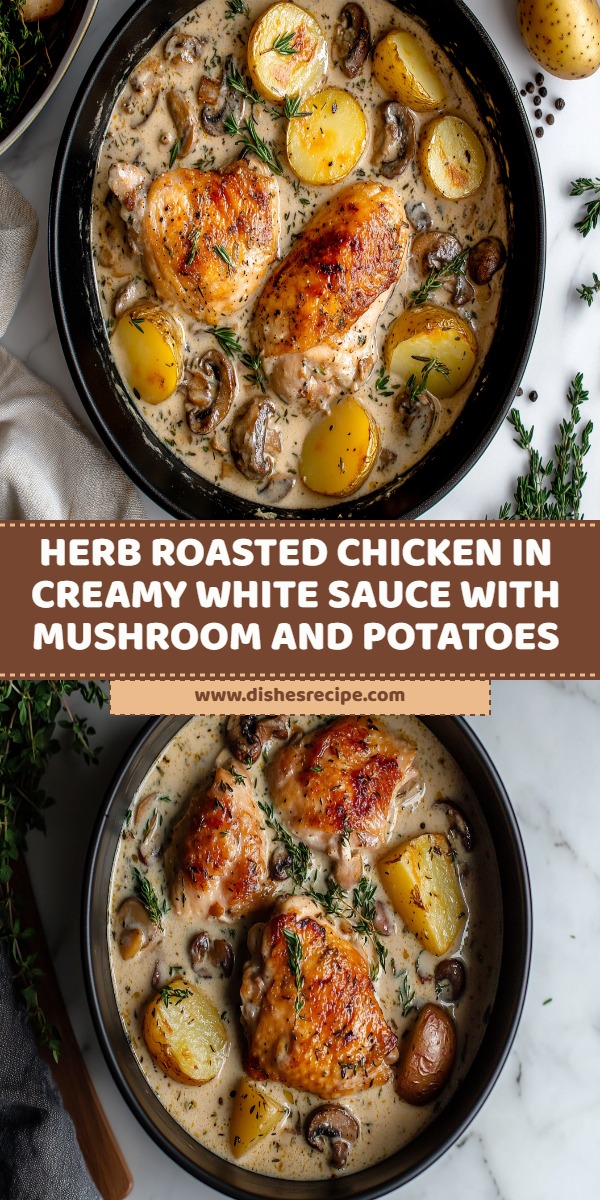 HERB ROASTED CHICKEN IN
CREAMY WHITE SAUCE WITH
MUSHROOM AND POTATOES
www.dishesrecipe.com